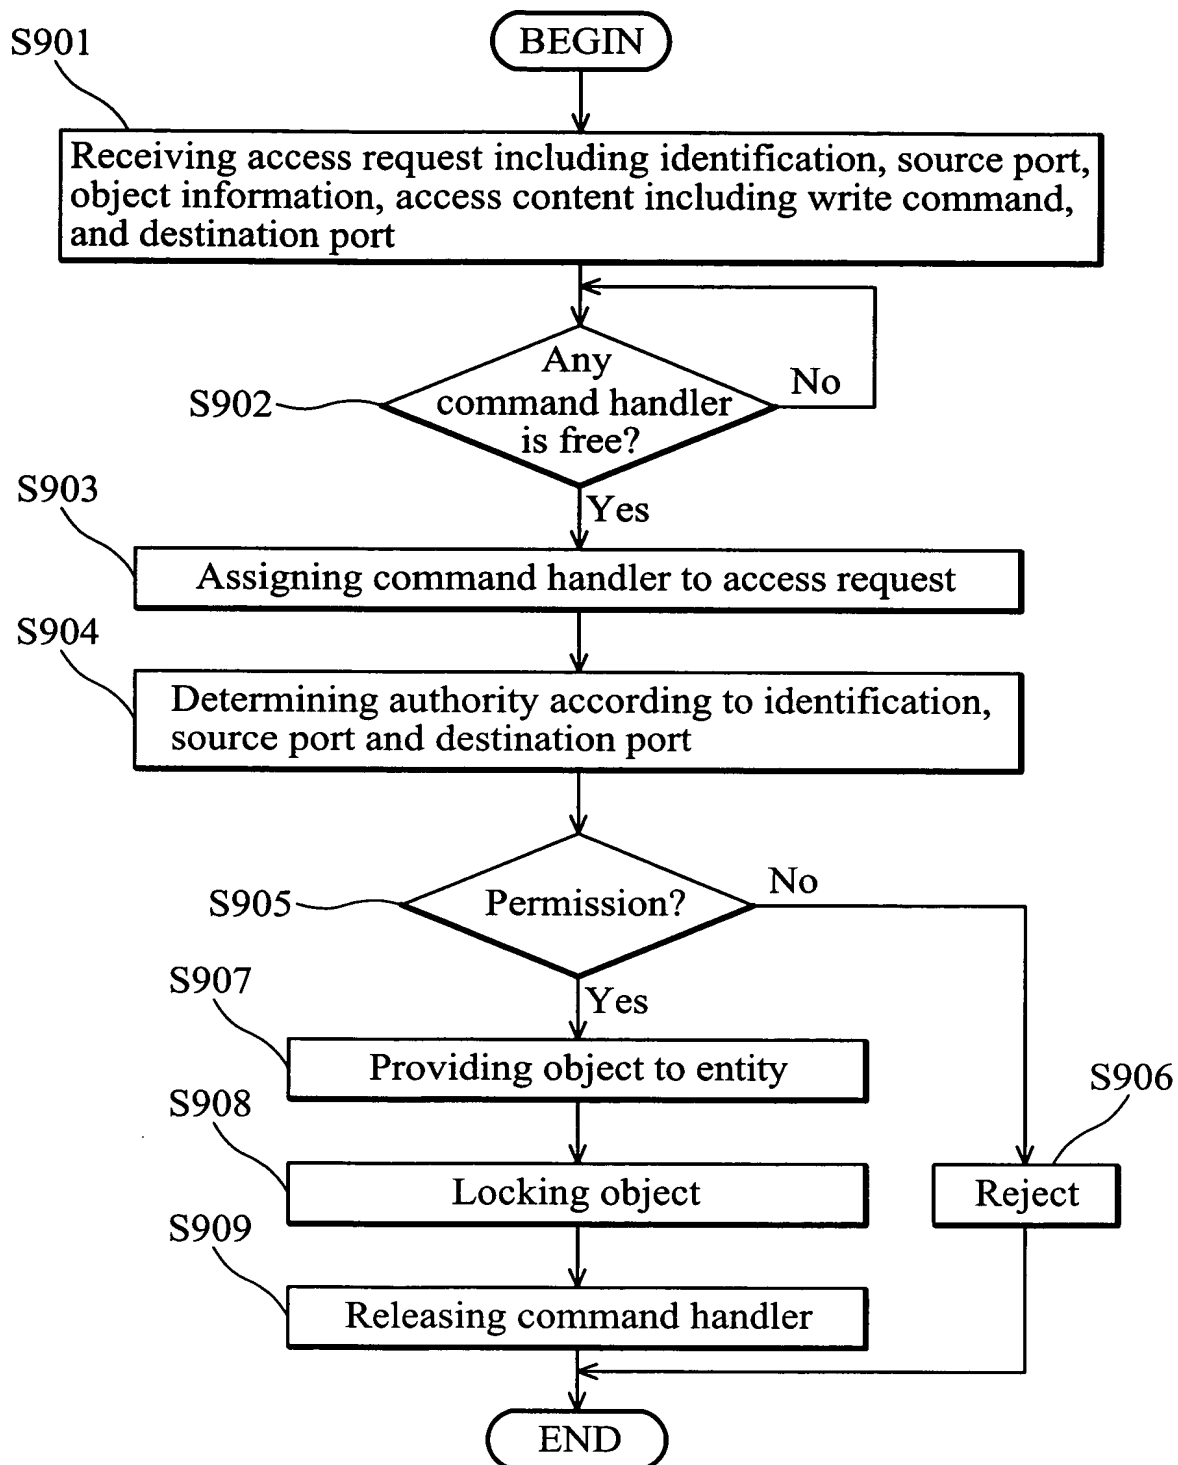 BEGIN
S901
Receiving access request including identification, source port,
object information, access content including write command,
and destination port
Any
command handler
is free?
No
S902
Yes
S903
Assigning command handler to access request
S904
Determining authority according to identification,
source port and destination port
S905
Permission?
No
Yes
S907
Providing object to entity
S906
S908
Locking object
Reject
S909
Releasing command handler
END